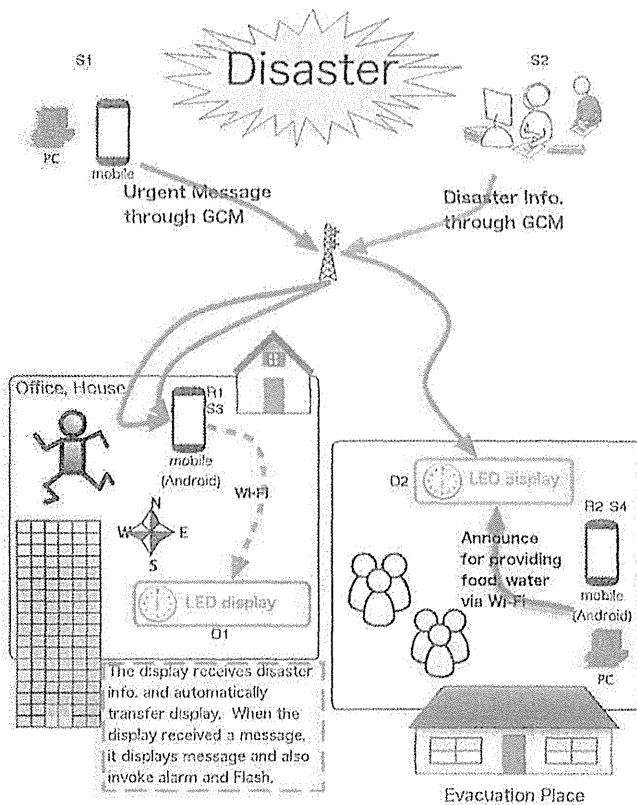 S1
Disaster
S2
PC
mobile
Urgent Message
through GCM
Disaster Info.
through GCM
Office, House
R1
S3
mobile
(Android)
Wi-Fi
N
W E
S
LED display
D1
The display receives disaster
info. and automatically
transfer display. When the
display received a message,
it displays message and also
invoke alarm and Flash.
D2
LED display
R2 S4
Announce
for providing
food, water
via Wi-Fi
mobile
(Android)
PC
Evacuation Place